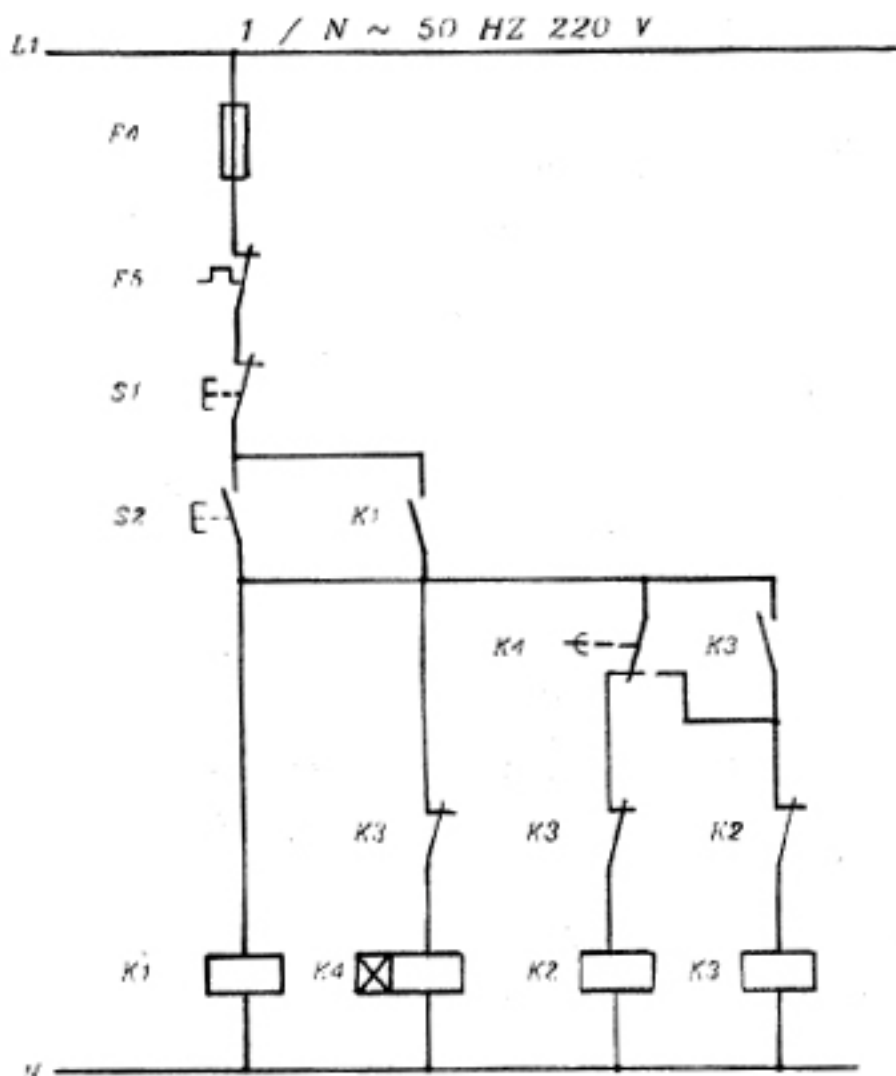 1 / N ~ 50 HZ 220 V
L1
F4
F5
S1
S2 K1
K4 K3
K3 K3 K2
K1 K4 K2 K3
N